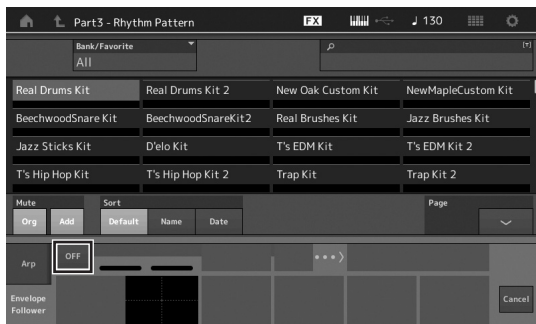 Part3 - Rhythm Pattern FX ♩ 130
Bank/Favorite
All
[T]
Real Drums Kit Real Drums Kit 2 New Oak Custom Kit NewMapleCustom Kit
BeechwoodSnare Kit BeechwoodSnareKit2 Real Brushes Kit Jazz Brushes Kit
Jazz Sticks Kit D'elo Kit T's EDM Kit T's EDM Kit 2
T's Hip Hop Kit T's Hip Hop Kit 2 Trap Kit Trap Kit 2
Mute Sort Page
Org Add Default Name Date
Arp OFF
Envelope
Follower
Cancel